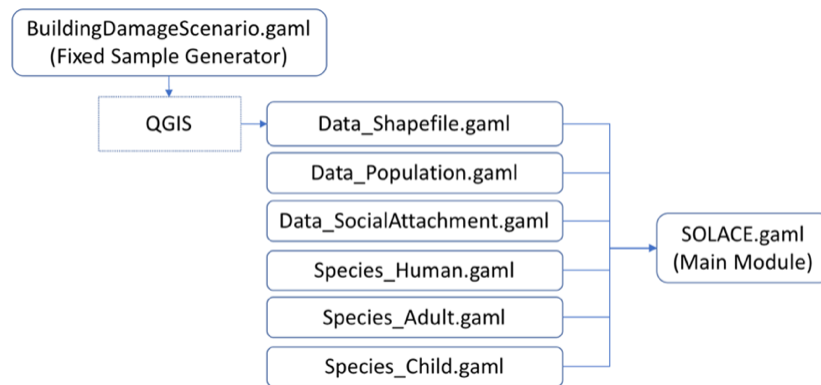 BuildingDamageScenario.gaml
(Fixed Sample Generator)
QGIS
Data_Shapefile.gaml
Data_Population.gaml
Data_SocialAttachment.gaml
Species_Human.gaml
Species_Adult.gaml
Species_Child.gaml
SOLACE.gaml
(Main Module)